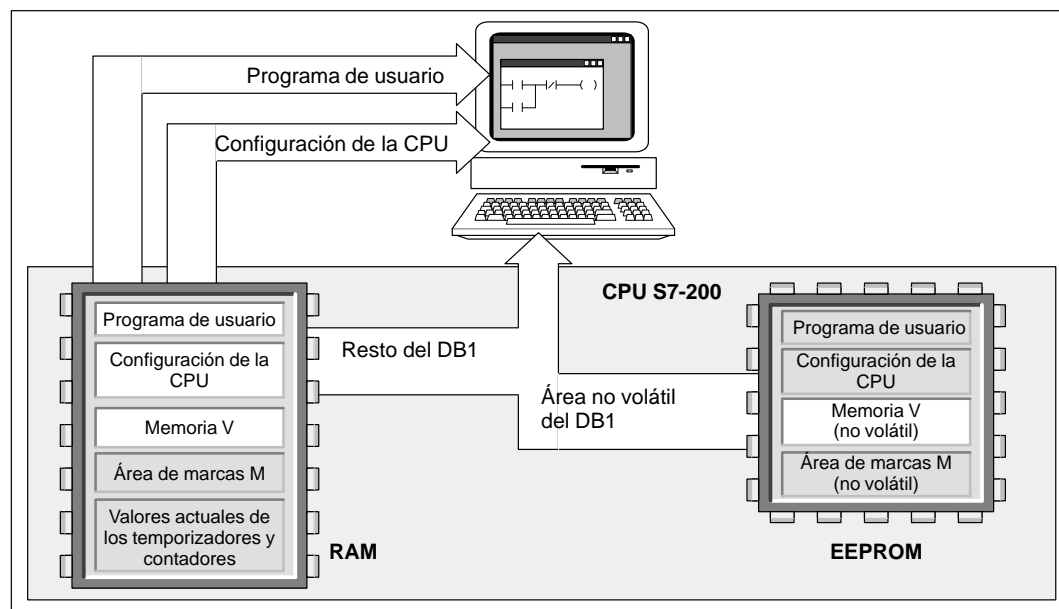 Programa de usuario
Configuración de la CPU
CPU S7-200
Programa de usuario
Configuración de la
CPU
Memoria V
Área de marcas M
Valores actuales de
los temporizadores y
contadores
RAM
Resto del DB1
Área no volátil
del DB1
Programa de usuario
Configuración de la
CPU
Memoria V
(no volátil)
Área de marcas M
(no volátil)
EEPROM